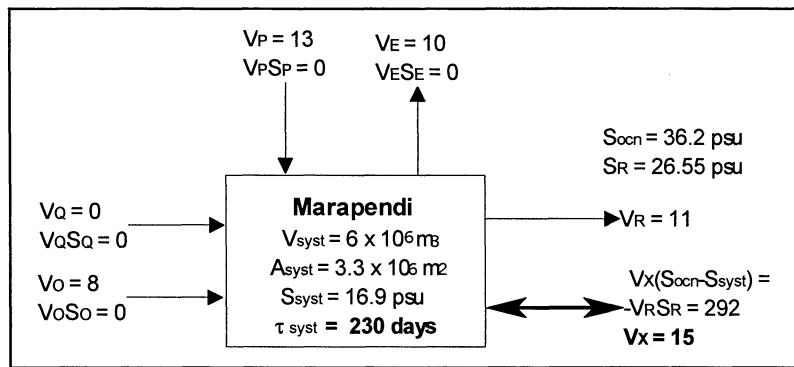 VP = 13
VPSP = 0
VE = 10
VESE = 0
Socn = 36.2 psu
SR = 26.55 psu
VQ = 0
VQSQ = 0
VO = 8
VOSO = 0
Marapendi
Vsyst = 6 x 106 m3
Asyst = 3.3 x 106 m2
Ssyst = 16.9 psu
τ syst = 230 days
VR = 11
VX(Socn-Ssyst) =
-VRSR = 292
VX = 15